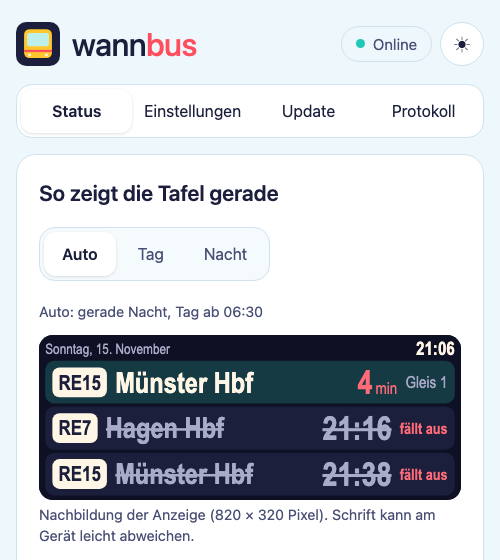 wannbus
Online
Status Einstellungen Update Protokoll
So zeigt die Tafel gerade
Auto Tag Nacht
Auto: gerade Nacht, Tag ab 06:30
Sonntag, 15. November 21:06
RE15 Münster Hbf 4 min Gleis 1
RE7 Hagen Hbf 21:16 fällt aus
RE15 Münster Hbf 21:38 fällt aus
Nachbildung der Anzeige (820 × 320 Pixel). Schrift kann am
Gerät leicht abweichen.